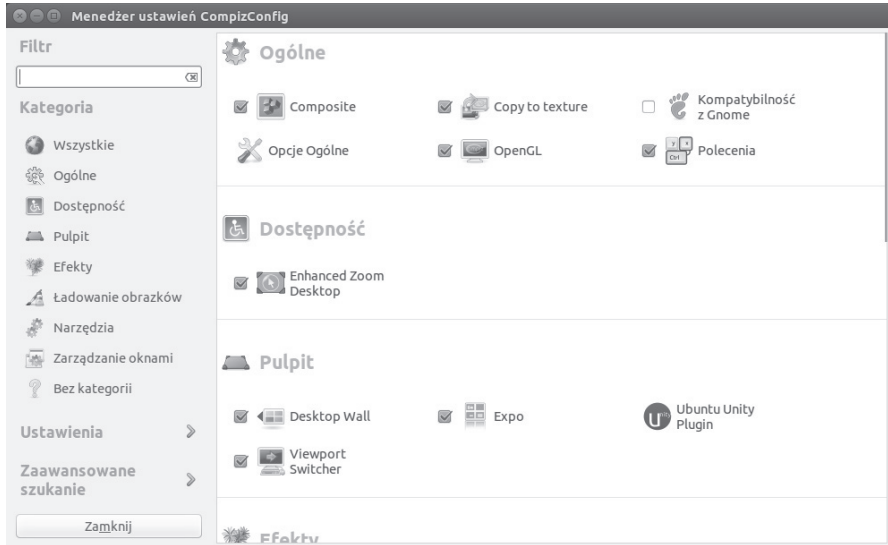 Menedżer ustawień CompizConfig
Filtr
Kategoria
Wszystkie
Ogólne
Dostępność
Pulpit
Efekty
Ładowanie obrazków
Narzędzia
Zarządzanie oknami
Bez kategorii
Ustawienia
Zaawansowane
szukanie
Zamknij
Ogólne
Composite
Copy to texture
Kompatybilność
z Gnome
Opcje Ogólne
OpenGL
Polecenia
Dostępność
Enhanced Zoom
Desktop
Pulpit
Desktop Wall
Expo
Ubuntu Unity
Plugin
Viewport
Switcher
Efekty